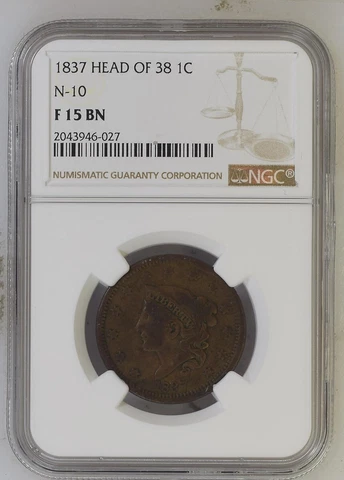 1837 HEAD OF 38 1C
N-10
F 15 BN
2043946-027
NUMISMATIC GUARANTY CORPORATION NGC®